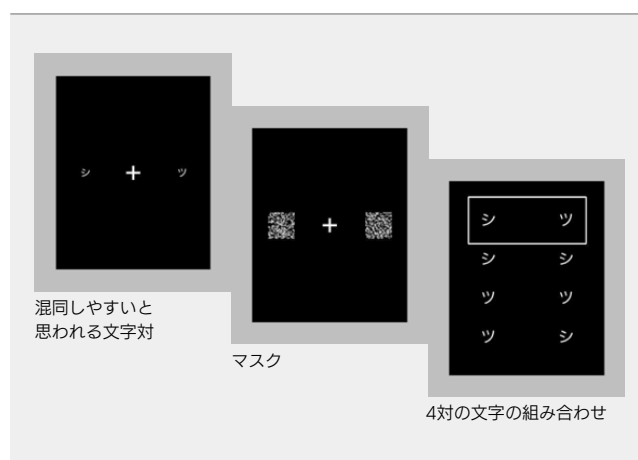 シ + ツ
混同しやすいと
思われる文字対
+
マスク
シ ツ
シ シ
ツ ツ
ツ シ
4対の文字の組み合わせ